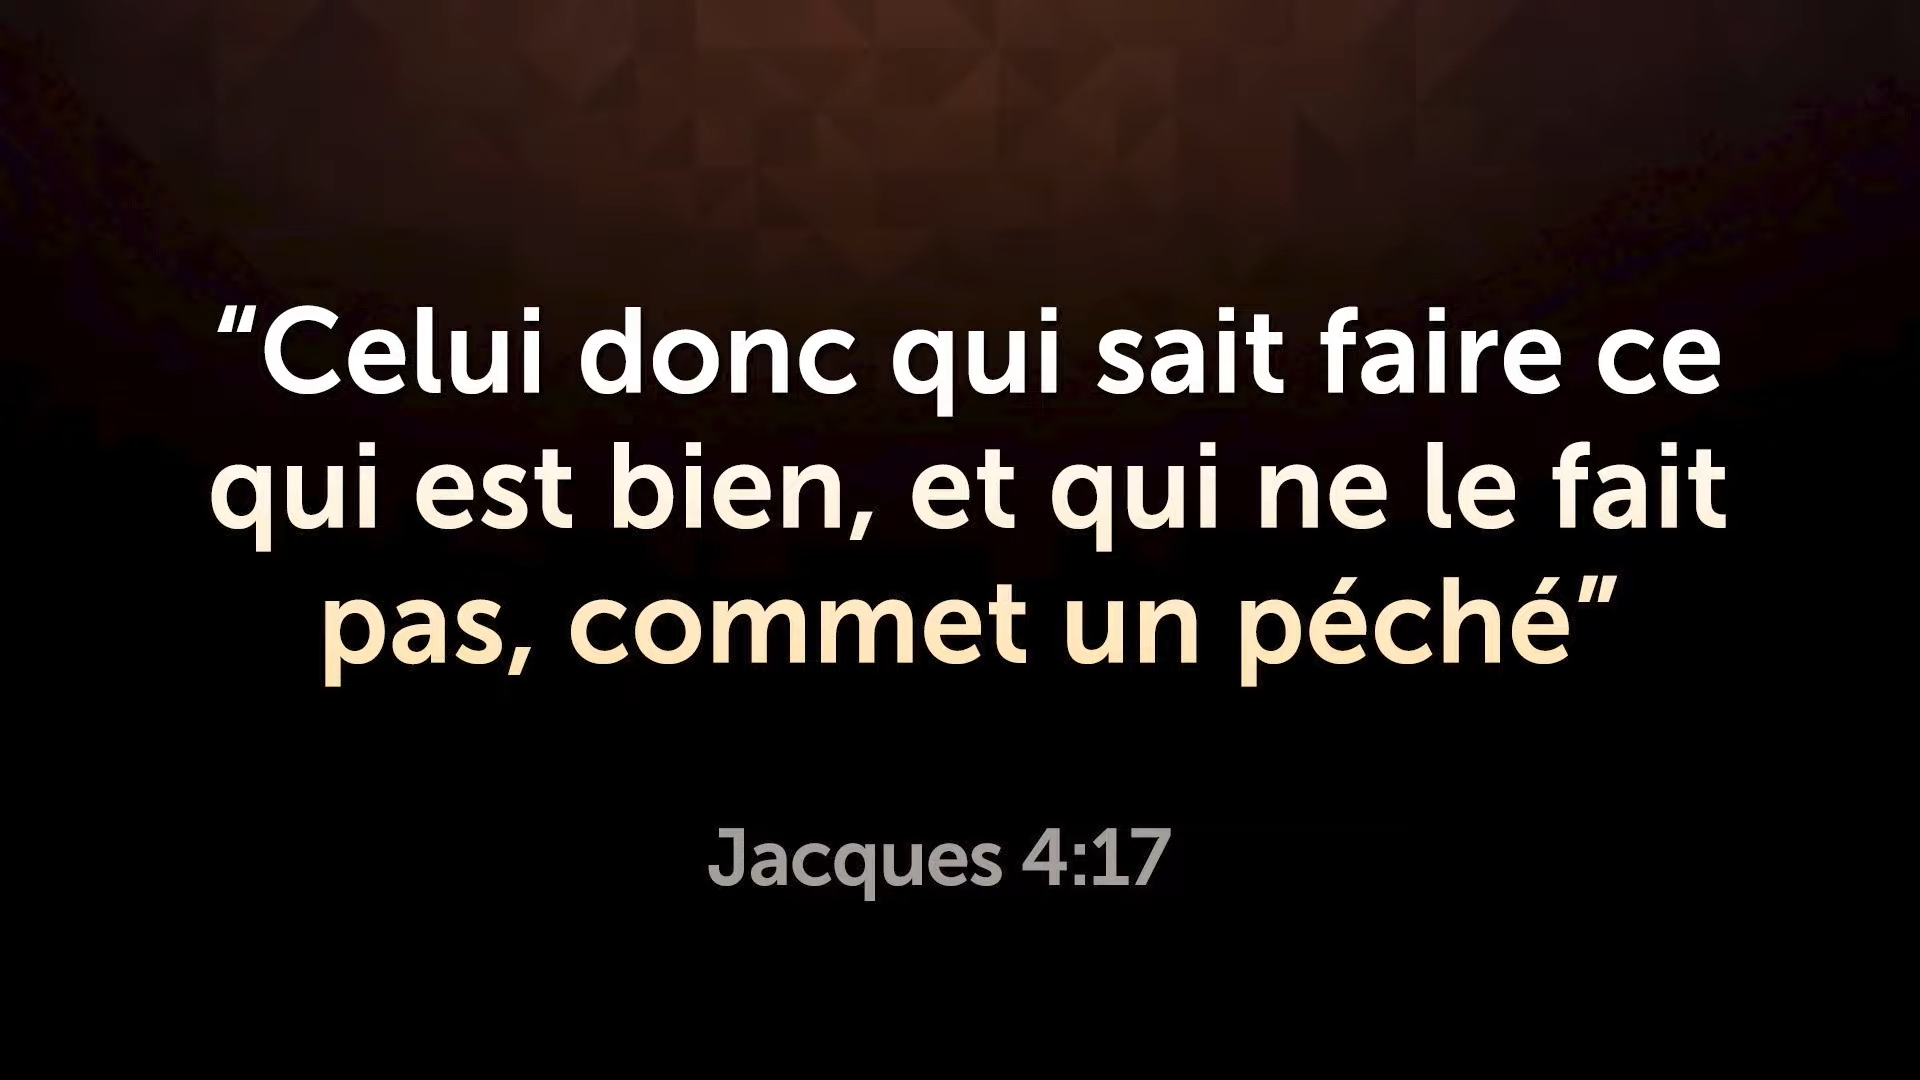 “Celui donc qui sait faire ce
qui est bien, et qui ne le fait
pas, commet un péché”
Jacques 4:17